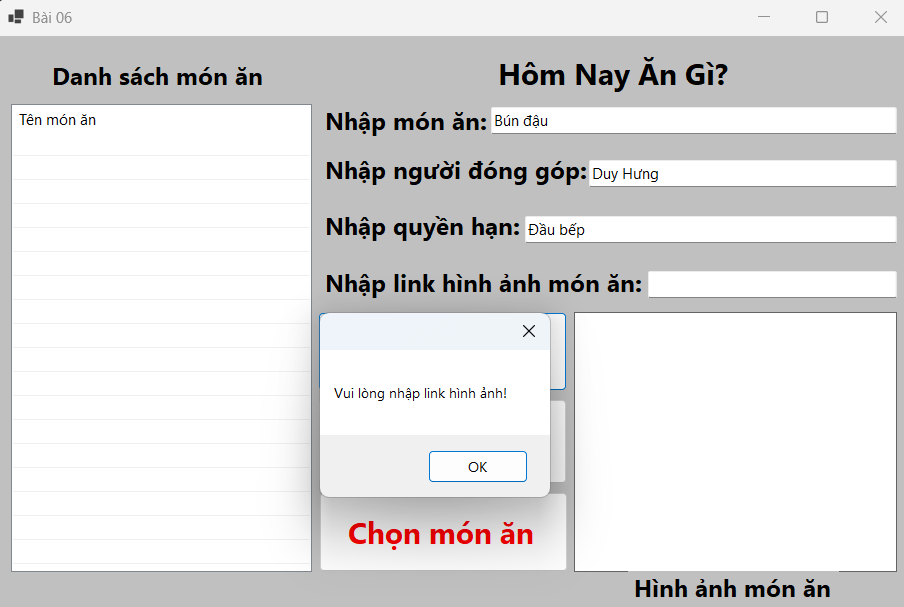 Bài 06
Danh sách món ăn
Hôm Nay Ăn Gì?
Tên món ăn
Nhập món ăn: Bún đậu
Nhập người đóng góp: Duy Hưng
Nhập quyền hạn: Đầu bếp
Nhập link hình ảnh món ăn:
Vui lòng nhập link hình ảnh!
OK
Chọn món ăn
Hình ảnh món ăn